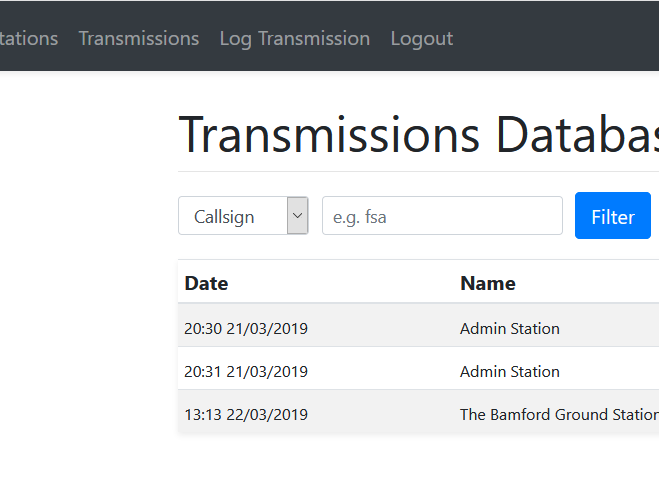 tations Transmissions Log Transmission Logout
Transmissions Databas
Callsign e.g. fsa Filter
Date Name
20:30 21/03/2019 Admin Station
20:31 21/03/2019 Admin Station
13:13 22/03/2019 The Bamford Ground Station